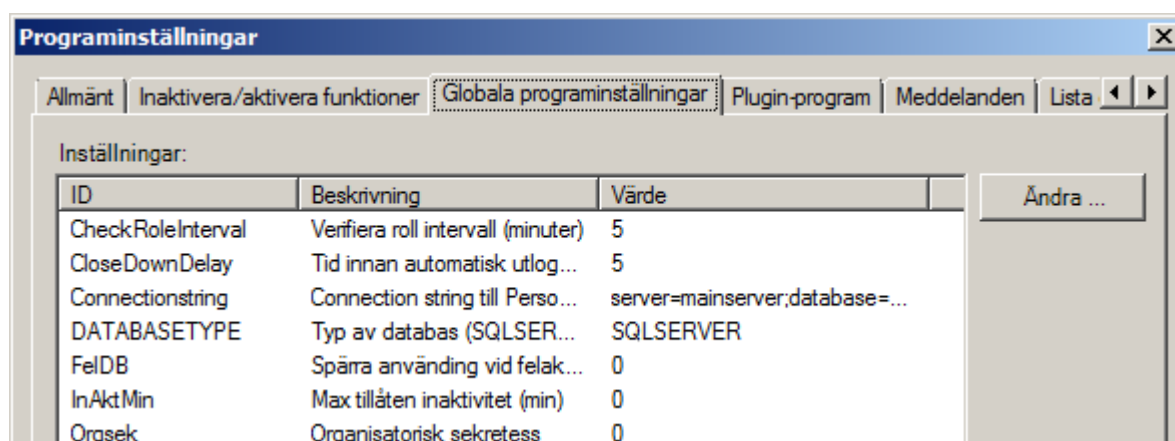 Programinställningar
Allmänt Inaktivera/aktivera funktioner Globala programinställningar Plugin-program Meddelanden Lista
Inställningar:
ID Beskrivning Värde Ändra ...
CheckRoleInterval Verifiera roll intervall (minuter) 5
CloseDownDelay Tid innan automatisk utlog... 5
Connectionstring Connection string till Perso... server=mainserver;database=...
DATABASETYPE Typ av databas (SQLSER... SQLSERVER
FelDB Spärra använding vid felak... 0
InAktMin Max tillåten inaktivitet (min) 0
Orgsek Organisatorisk sekretess 0